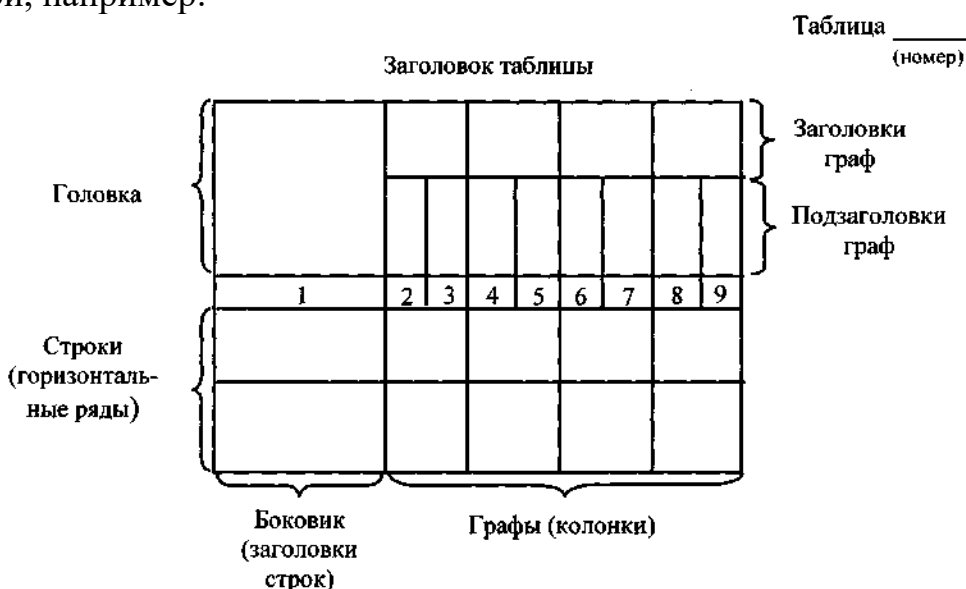 например:
Таблица ______
(номер)
Заголовок таблицы
Заголовки
граф
Головка
Подзаголовки
граф
1 2 3 4 5 6 7 8 9
Строки
(горизонталь-
ные ряды)
Боковик
(заголовки
строк)
Графы (колонки)